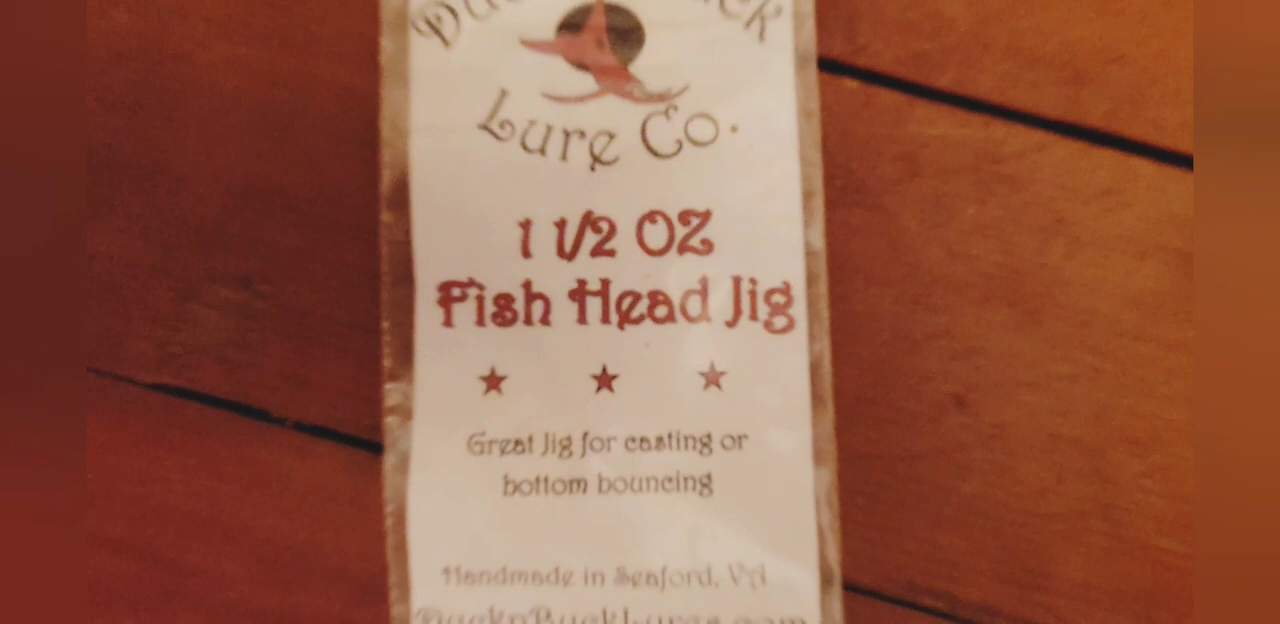 Lure Co.
1 1/2 OZ
Fish Head Jig
Great Jig for casting or
bottom bouncing
Handmade in Seaford, VA